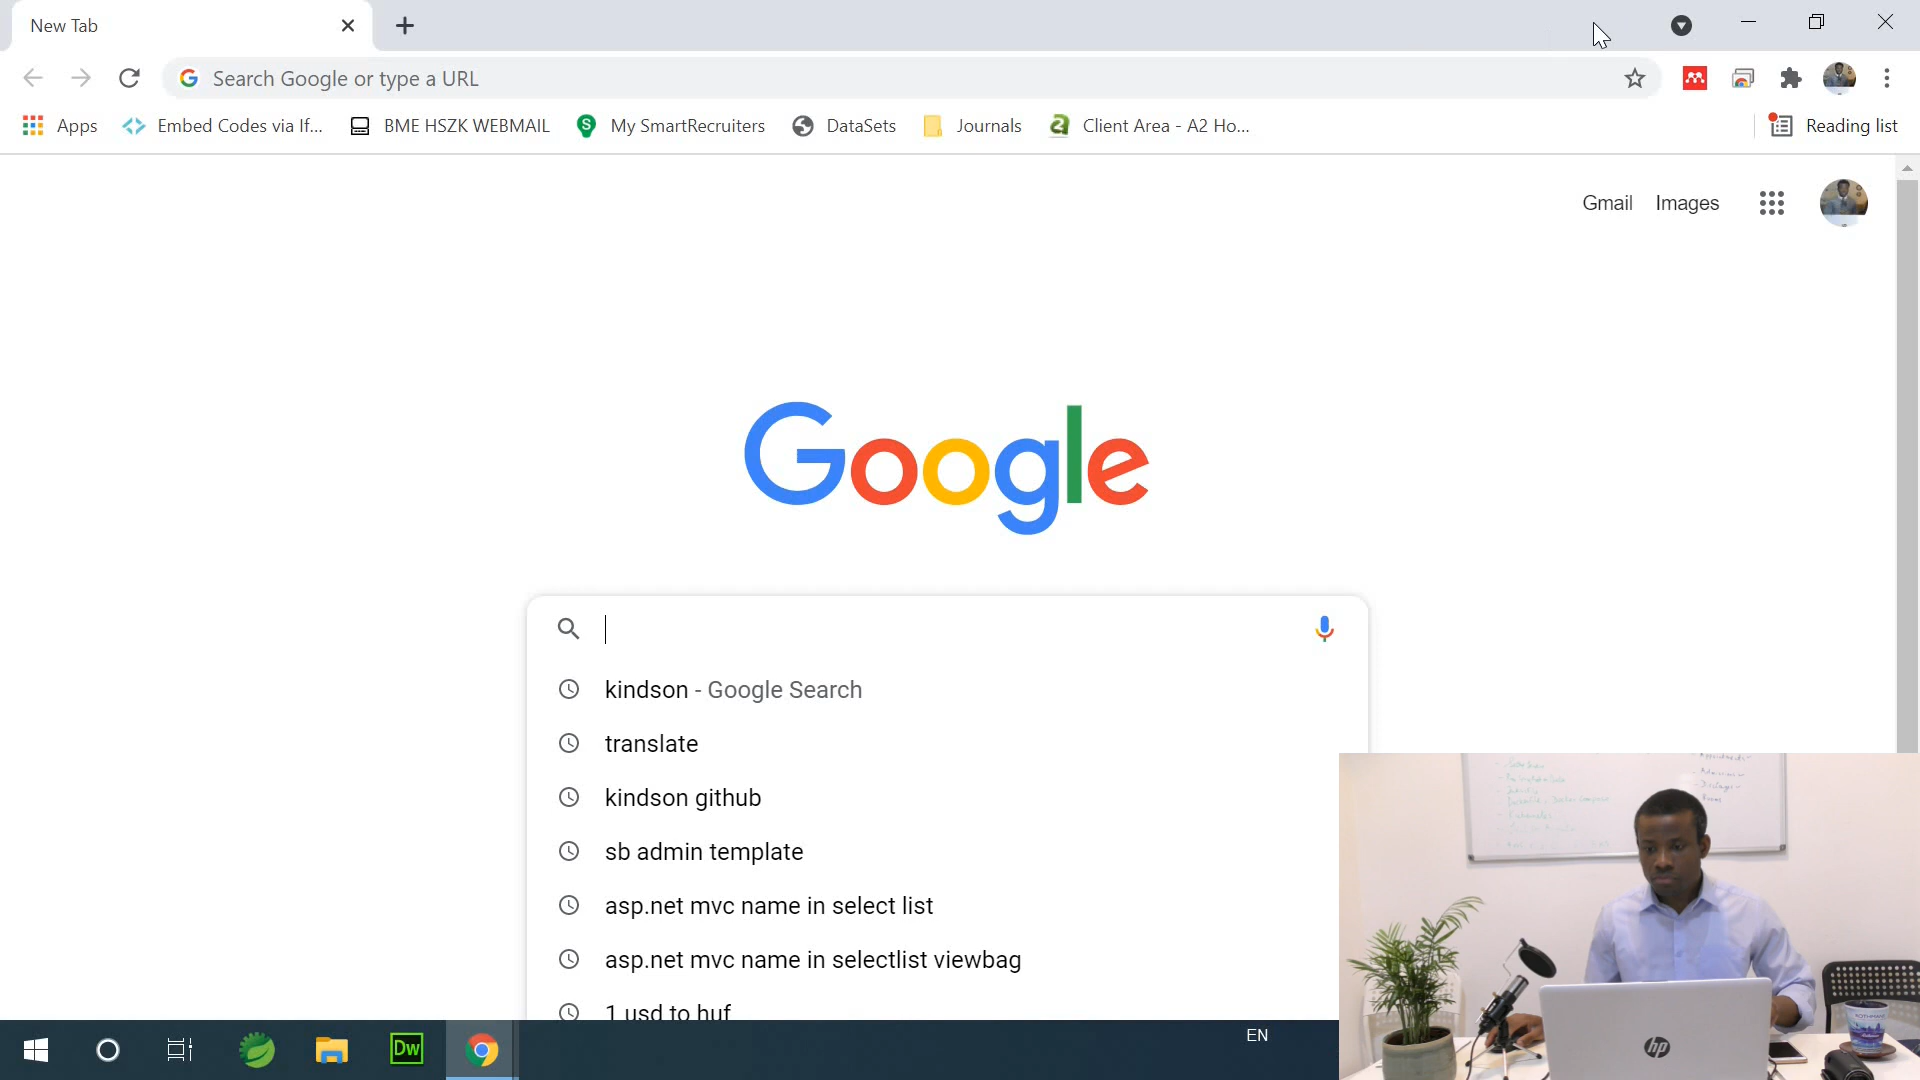 New Tab
Search Google or type a URL
Apps
Embed Codes via If...
BME HSZK WEBMAIL
My SmartRecruiters
DataSets
Journals
Client Area - A2 Ho...
Reading list
Gmail
Images
Google
kindson - Google Search
translate
kindson github
sb admin template
asp.net mvc name in select list
asp.net mvc name in selectlist viewbag
1 usd to huf
Dw
EN
hp